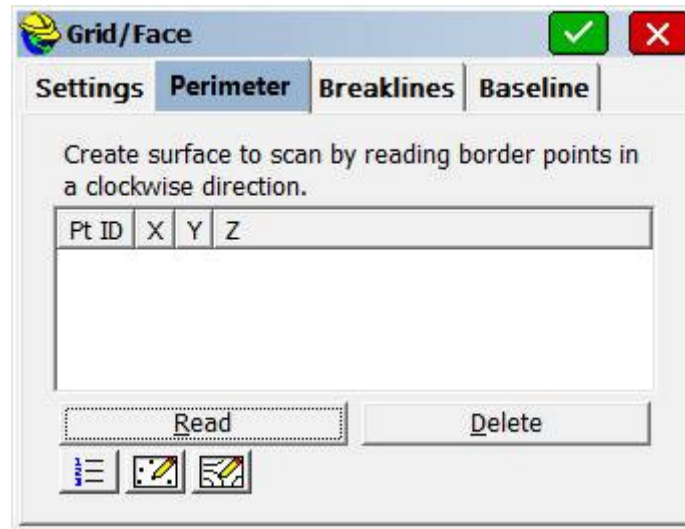 Grid/Face
Settings Perimeter Breaklines Baseline
Create surface to scan by reading border points in
a clockwise direction.
Pt ID X Y Z
Read Delete